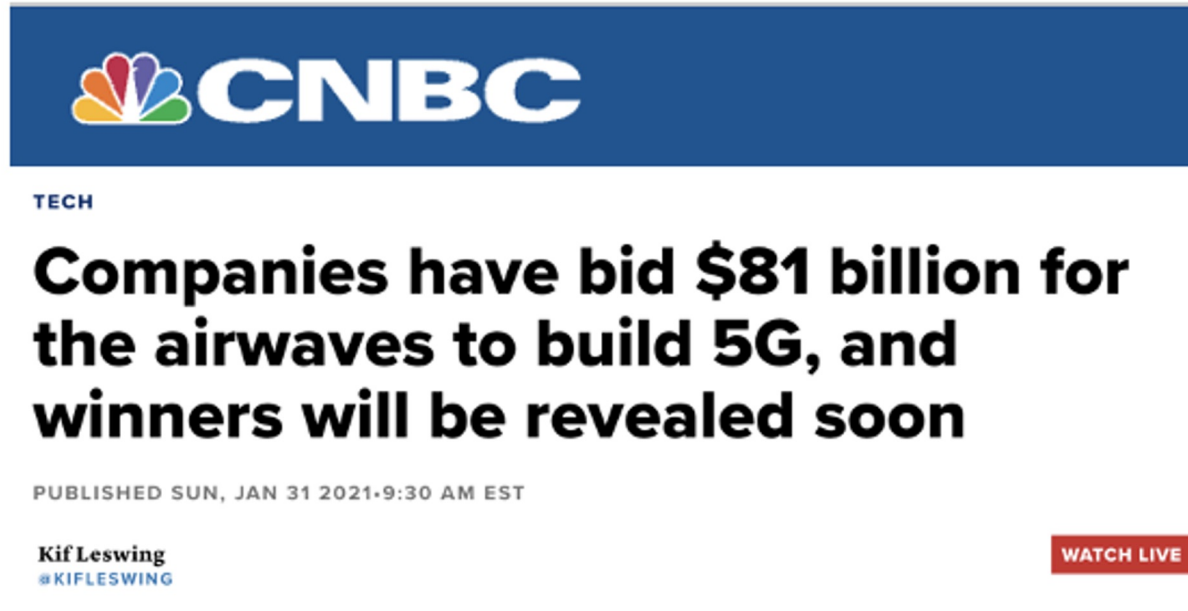 CNBC
TECH
Companies have bid $81 billion for
the airwaves to build 5G, and
winners will be revealed soon
PUBLISHED SUN, JAN 31 2021•9:30 AM EST
Kif Leswing
@KIFLESWING
WATCH LIVE